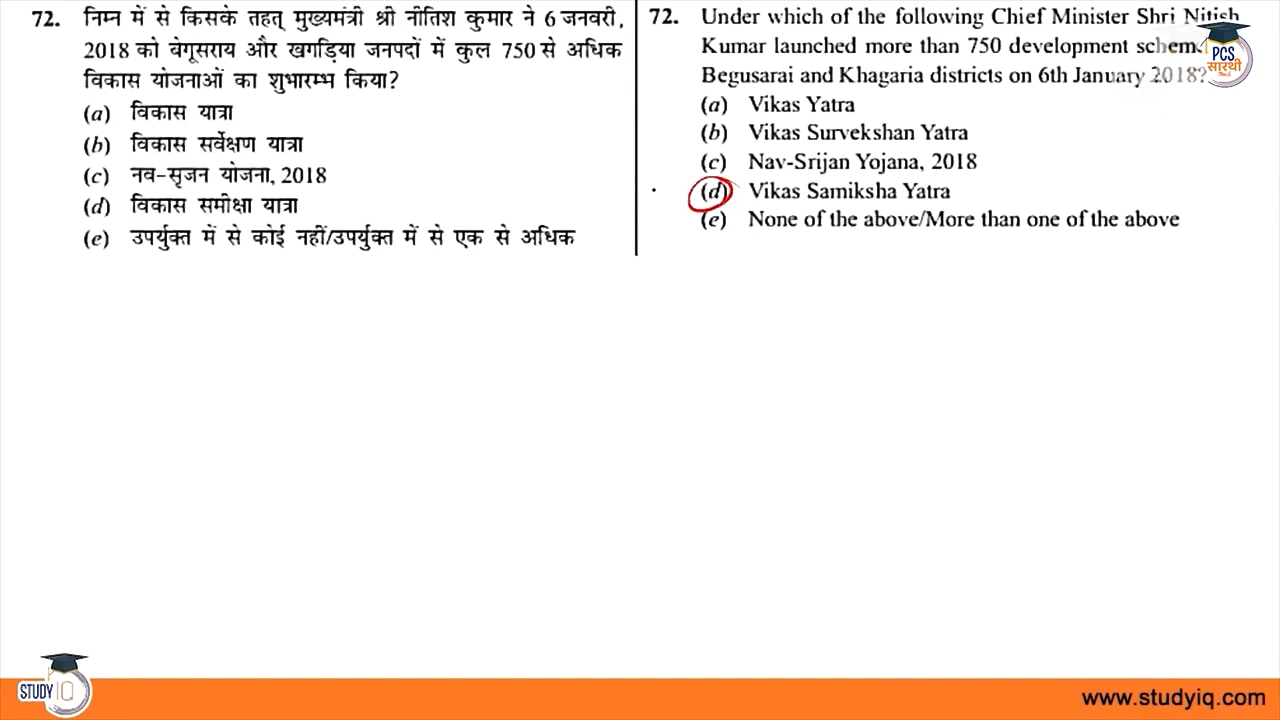 72. निम्न में से किसके तहत् मुख्यमंत्री श्री नीतिश कुमार ने 6 जनवरी,
2018 को बेगूसराय और खगड़िया जनपदों में कुल 750 से अधिक
विकास योजनाओं का शुभारम्भ किया?
(a) विकास यात्रा
(b) विकास सर्वेक्षण यात्रा
(c) नव-सृजन योजना, 2018
(d) विकास समीक्षा यात्रा
(e) उपर्युक्त में से कोई नहीं/उपर्युक्त में से एक से अधिक
72. Under which of the following Chief Minister Shri Nitish
Kumar launched more than 750 development schem
Begusarai and Khagaria districts on 6th January 2018?
(a) Vikas Yatra
(b) Vikas Survekshan Yatra
(c) Nav-Srijan Yojana, 2018
(d) Vikas Samiksha Yatra
(e) None of the above/More than one of the above
PCS
सारथी
STUDY IQ
www.studyiq.com